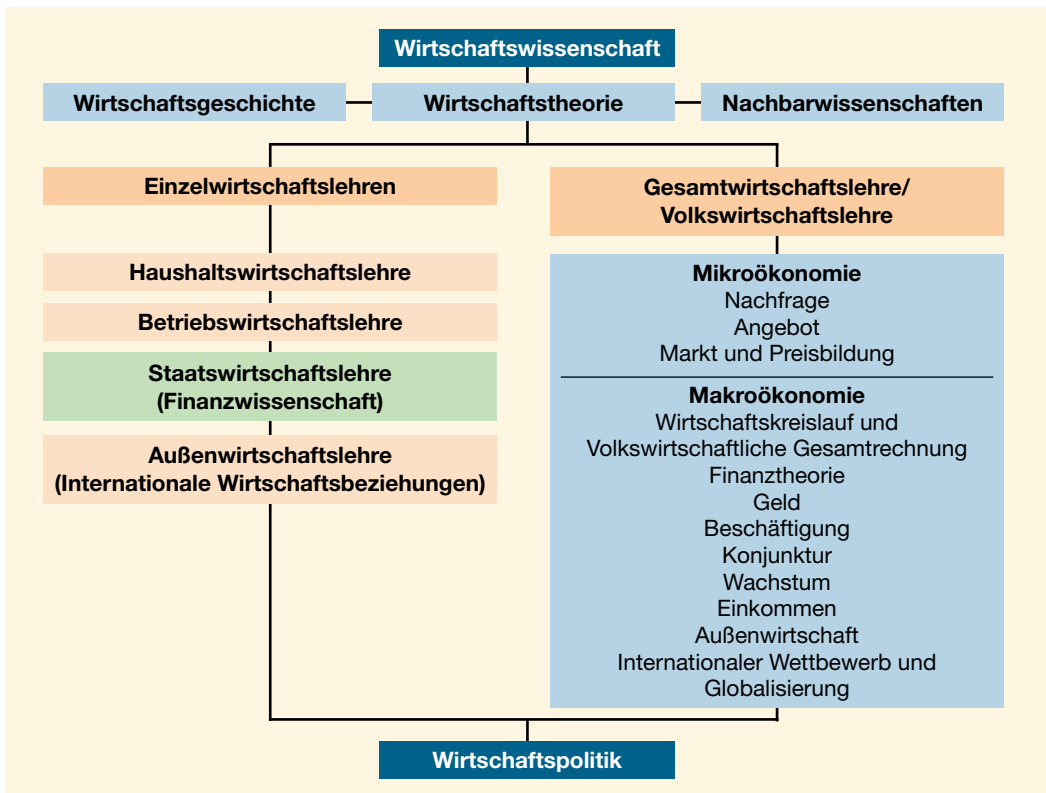 Wirtschaftswissenschaft
Wirtschaftsgeschichte
Wirtschaftstheorie
Nachbarwissenschaften
Einzelwirtschaftslehren
Haushaltswirtschaftslehre
Betriebswirtschaftslehre
Staatswirtschaftslehre
(Finanzwissenschaft)
Außenwirtschaftslehre
(Internationale Wirtschaftsbeziehungen)
Gesamtwirtschaftslehre/
Volkswirtschaftslehre
Mikroökonomie
Nachfrage
Angebot
Markt und Preisbildung
Makroökonomie
Wirtschaftskreislauf und
Volkswirtschaftliche Gesamtrechnung
Finanztheorie
Geld
Beschäftigung
Konjunktur
Wachstum
Einkommen
Außenwirtschaft
Internationaler Wettbewerb und
Globalisierung
Wirtschaftspolitik